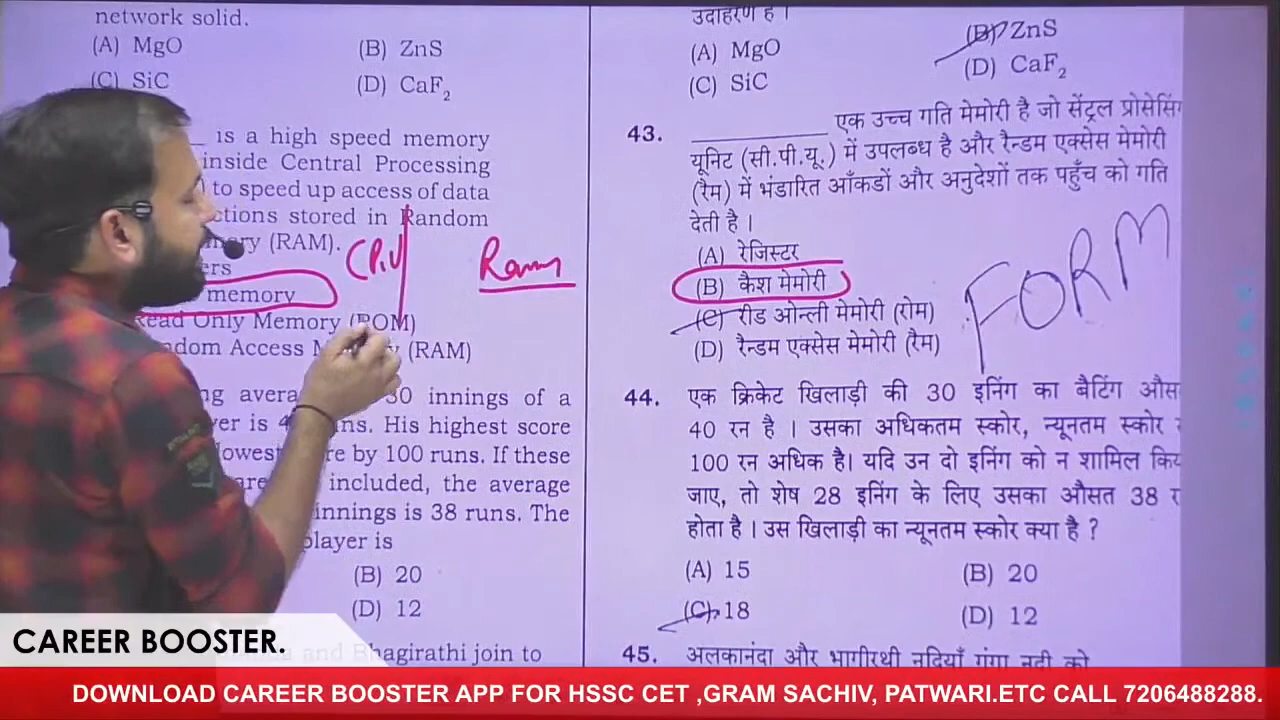 network solid.
(A) MgO
(B) ZnS
(C) SiC
(D) CaF₂
is a high speed memory
inside Central Processing
) to speed up access of data
ctions stored in Random
mory (RAM).
ers
memory
Read Only Memory (ROM)
ndom Access M ry (RAM)
CPU
Ram
ng avera 30 innings of a
yer is 4 uns. His highest score
lowest re by 100 runs. If these
are included, the average
innings is 38 runs. The
player is
(B) 20
(D) 12
and Bhagirathi join to
उदाहरण है ।
(A) MgO
(B) ZnS
(C) SiC
(D) CaF₂
43. ____________ एक उच्च गति मेमोरी है जो सेंट्रल प्रोसेसिंग
यूनिट (सी.पी.यू.) में उपलब्ध है और रैन्डम एक्सेस मेमोरी
(रैम) में भंडारित आँकडों और अनुदेशों तक पहुँच को गति
देती है ।
(A) रेजिस्टर
(B) कैश मेमोरी
(C) रीड ओन्ली मेमोरी (रोम)
(D) रैन्डम एक्सेस मेमोरी (रैम)
FORM
44. एक क्रिकेट खिलाड़ी की 30 इनिंग का बैटिंग औस
40 रन है । उसका अधिकतम स्कोर, न्यूनतम स्कोर
100 रन अधिक है। यदि उन दो इनिंग को न शामिल किय
जाए, तो शेष 28 इनिंग के लिए उसका औसत 38 र
होता है । उस खिलाड़ी का न्यूनतम स्कोर क्या है ?
(A) 15
(B) 20
(C) 18
(D) 12
45. अलकानंदा और भागीरथी नदियाँ गंगा नदी को
CAREER BOOSTER.
DOWNLOAD CAREER BOOSTER APP FOR HSSC CET ,GRAM SACHIV, PATWARI.ETC CALL 7206488288.